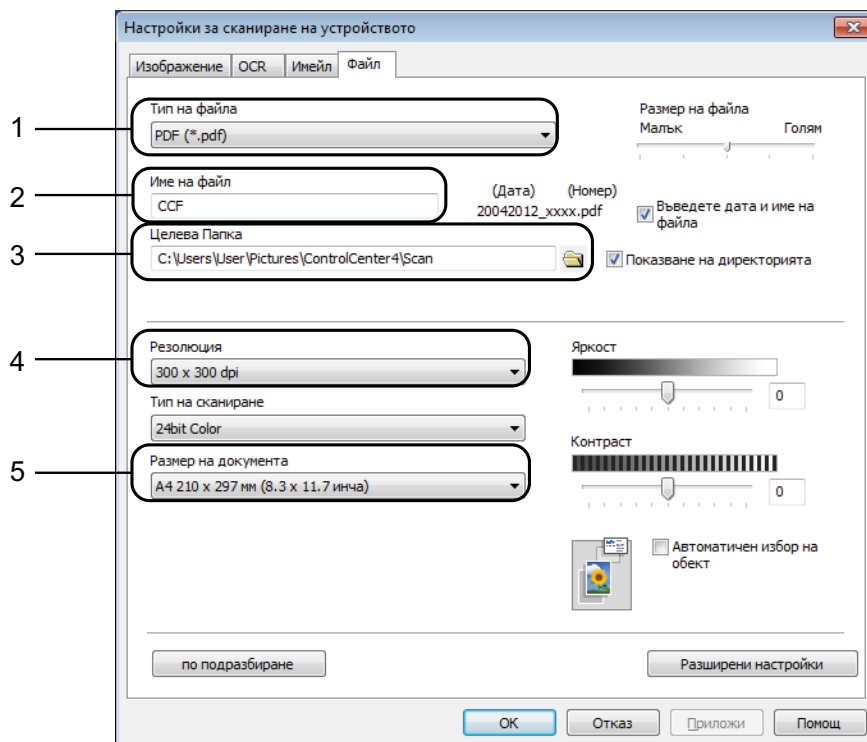 Настройки за сканиране на устройството
Изображение OCR Имейл Файл
1
Тип на файла
PDF (*.pdf)
Размер на файла
Малък Голям
2
Име на файл
CCF
(Дата) (Номер)
20042012_xxxx.pdf
Въведете дата и име на
файла
3
Целева Папка
C:\Users\User\Pictures\ControlCenter4\Scan
Показване на директорията
4
Резолюция
300 x 300 dpi
Яркост
0
Тип на сканиране
24bit Color
Контраст
0
5
Размер на документа
A4 210 x 297 мм (8.3 x 11.7 инча)
Автоматичен избор на
обект
по подразбиране
Разширени настройки
OK Отказ Приложи Помощ